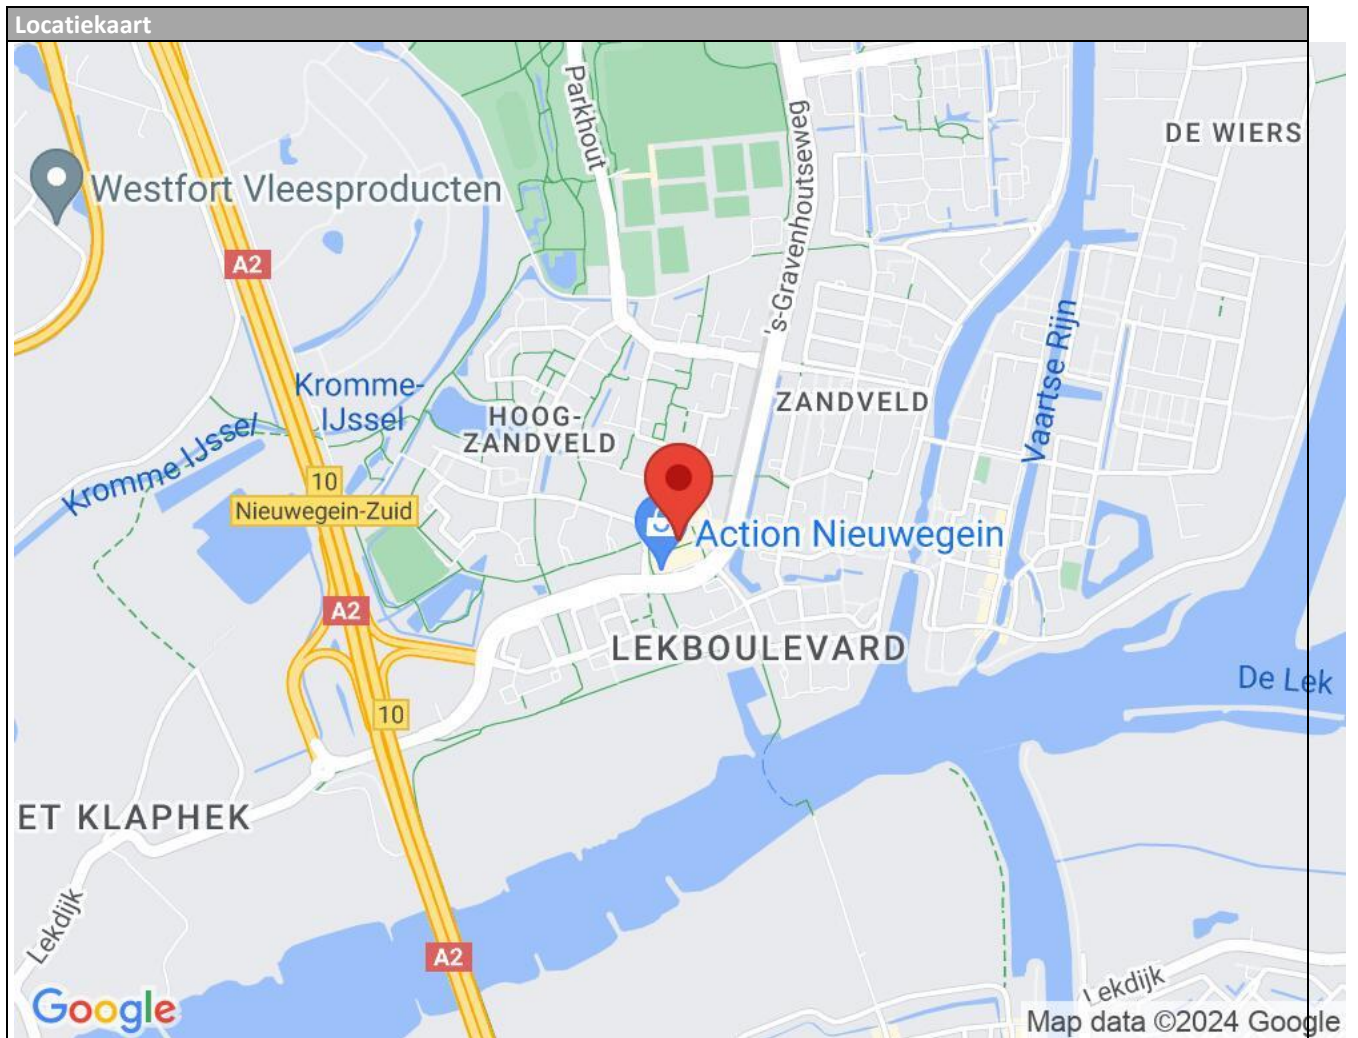 Locatiekaart
Parkhout
's-Gravenhoutseweg
DE WIERS
Westfort Vleesproducten
A2
Kromme-
IJssel
Kromme IJssel
HOOG-
ZANDVELD
ZANDVELD
Vaartse Rijn
10
Nieuwegein-Zuid
Action Nieuwegein
A2
LEKBOULEVARD
De Lek
10
ET KLAPHEK
Lekdijk
A2
Lekdijk
Google
Map data ©2024 Google